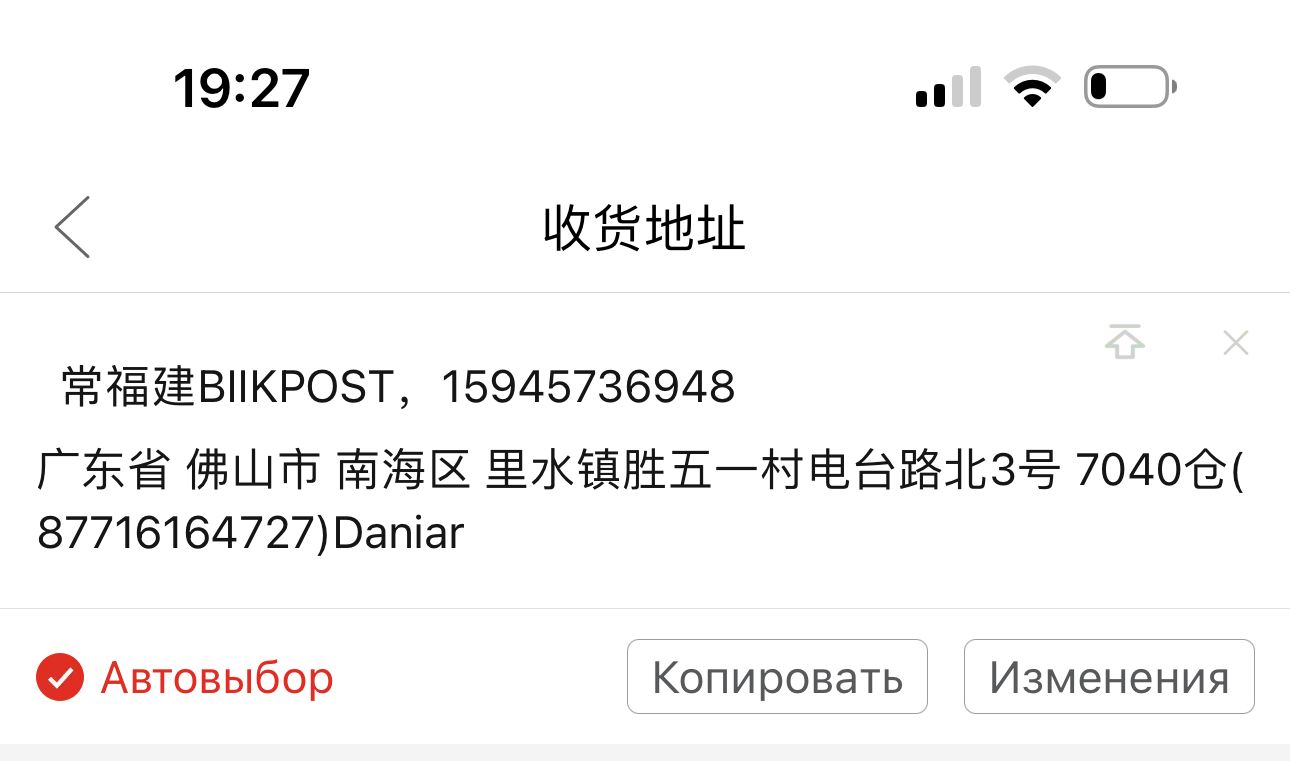 19:27
收货地址
常福建BIIKPOST，15945736948
广东省 佛山市 南海区 里水镇胜五一村电台路北3号 7040仓(
87716164727)Daniar
Автовыбор
Копировать
Изменения